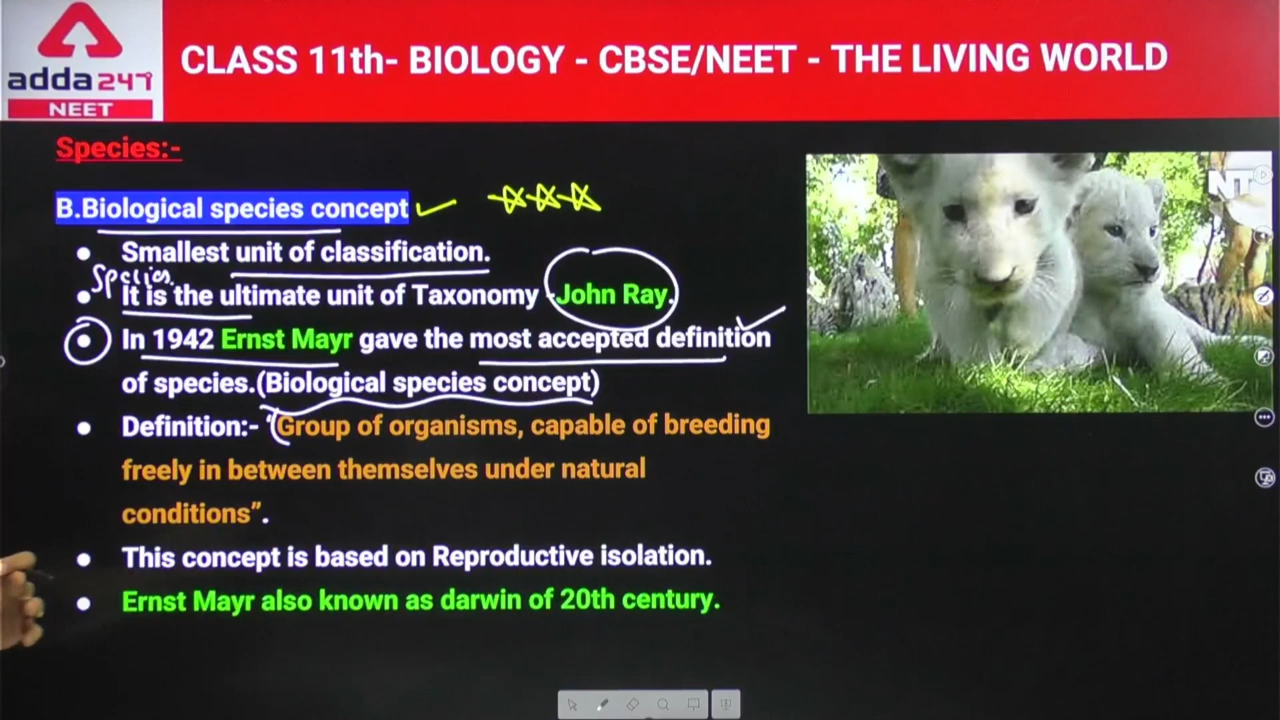 adda247
NEET
CLASS 11th- BIOLOGY - CBSE/NEET - THE LIVING WORLD
Species:-
B.Biological species concept
Smallest unit of classification.
Species.
It is the ultimate unit of Taxonomy -John Ray.
In 1942 Ernst Mayr gave the most accepted definition
of species.(Biological species concept)
Definition:- "Group of organisms, capable of breeding
freely in between themselves under natural
conditions".
This concept is based on Reproductive isolation.
Ernst Mayr also known as darwin of 20th century.
NT